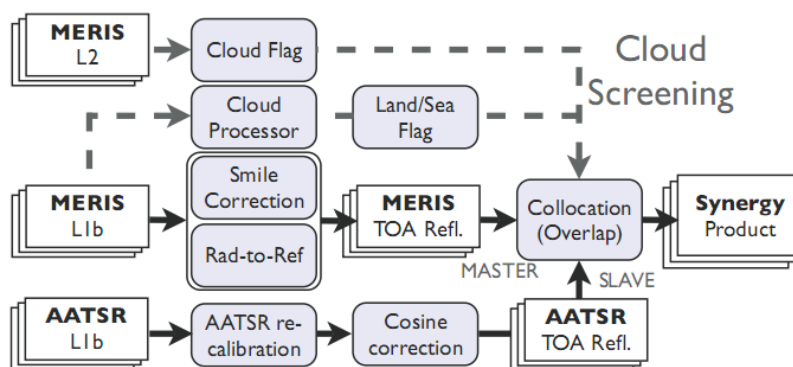 MERIS
L2
Cloud Flag
Cloud
Screening
Cloud
Processor
Land/Sea
Flag
MERIS
L1b
Smile
Correction
Rad-to-Ref
MERIS
TOA Refl.
Collocation
(Overlap)
Synergy
Product
MASTER
SLAVE
AATSR
L1b
AATSR re-
calibration
Cosine
correction
AATSR
TOA Refl.